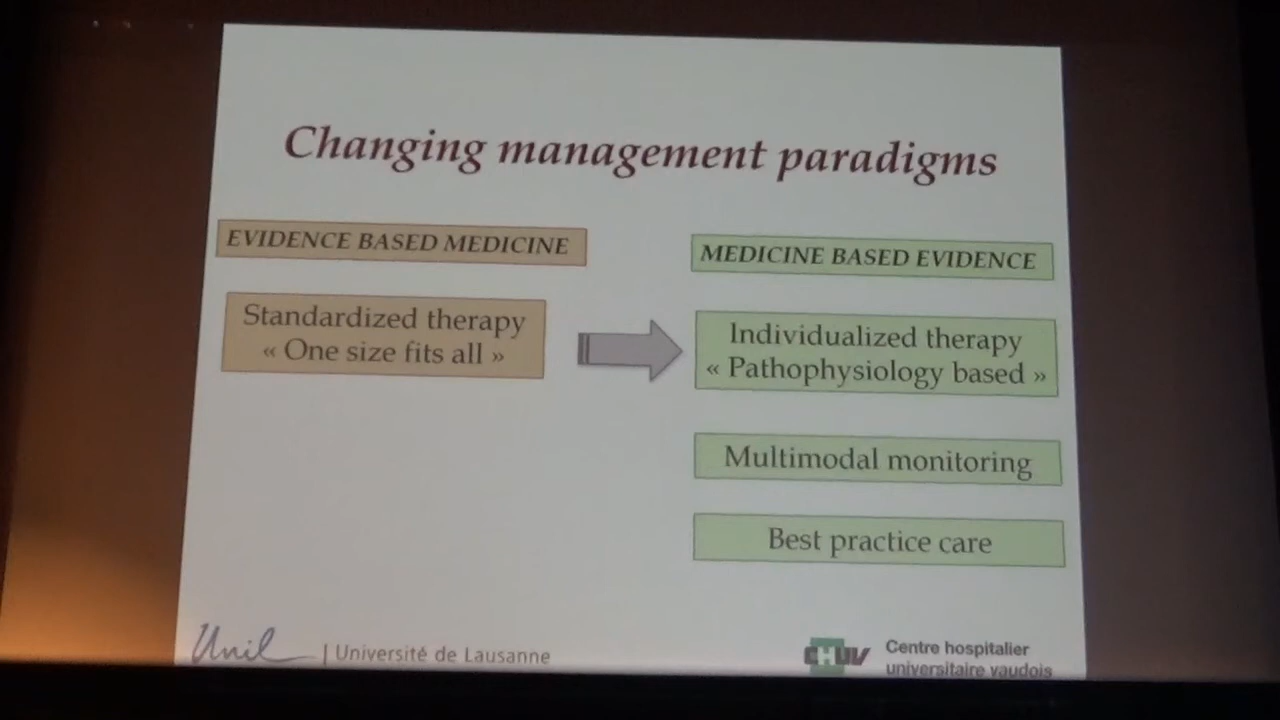 Changing management paradigms
EVIDENCE BASED MEDICINE
Standardized therapy
« One size fits all »
MEDICINE BASED EVIDENCE
Individualized therapy
« Pathophysiology based »
Multimodal monitoring
Best practice care
Unil
Université de Lausanne
CHUV
Centre hospitalier
universitaire vaudois